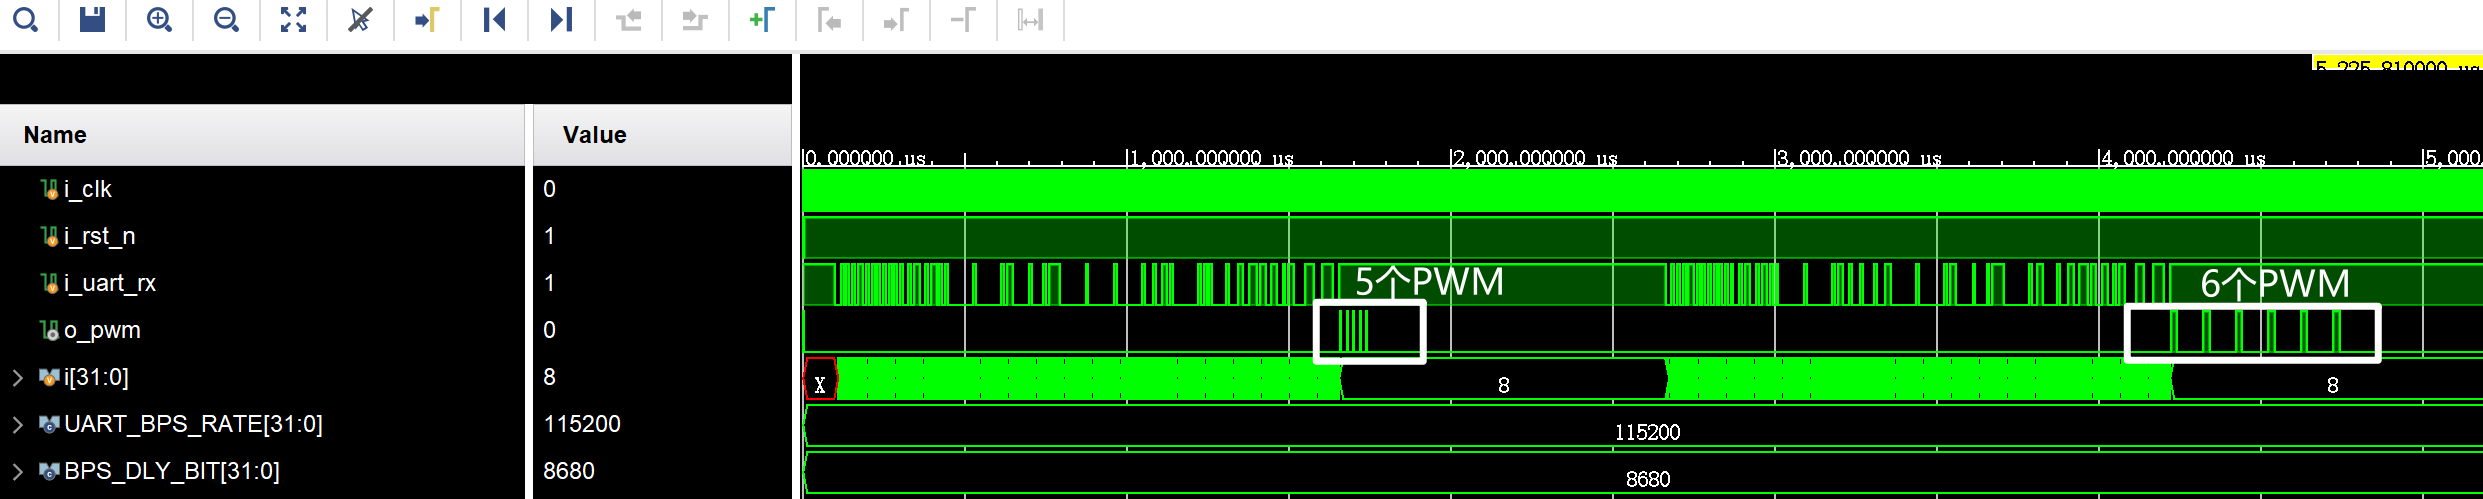 5,225.810000 us
Name Value
0.000000 us 1,000.000000 us 2,000.000000 us 3,000.000000 us 4,000.000000 us 5,000.
i_clk 0
i_rst_n 1
i_uart_rx 1 5个PWM 6个PWM
o_pwm 0
i[31:0] 8 X 8 8
UART_BPS_RATE[31:0] 115200 115200
BPS_DLY_BIT[31:0] 8680 8680